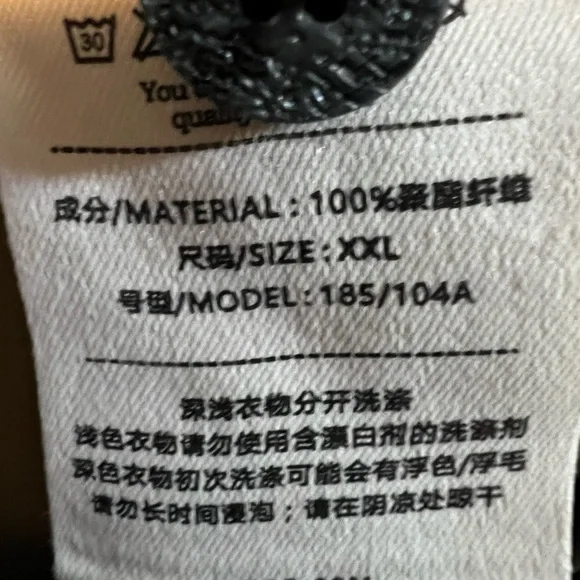 30
You
quality
成分/MATERIAL:100%聚酯纤维
尺码/SIZE:XXL
号型/MODEL:185/104A
深浅衣物分开洗涤
浅色衣物请勿使用含漂白剂的洗涤剂
深色衣物初次洗涤可能会有浮色/浮毛
请勿长时间浸泡;请在阴凉处晾干